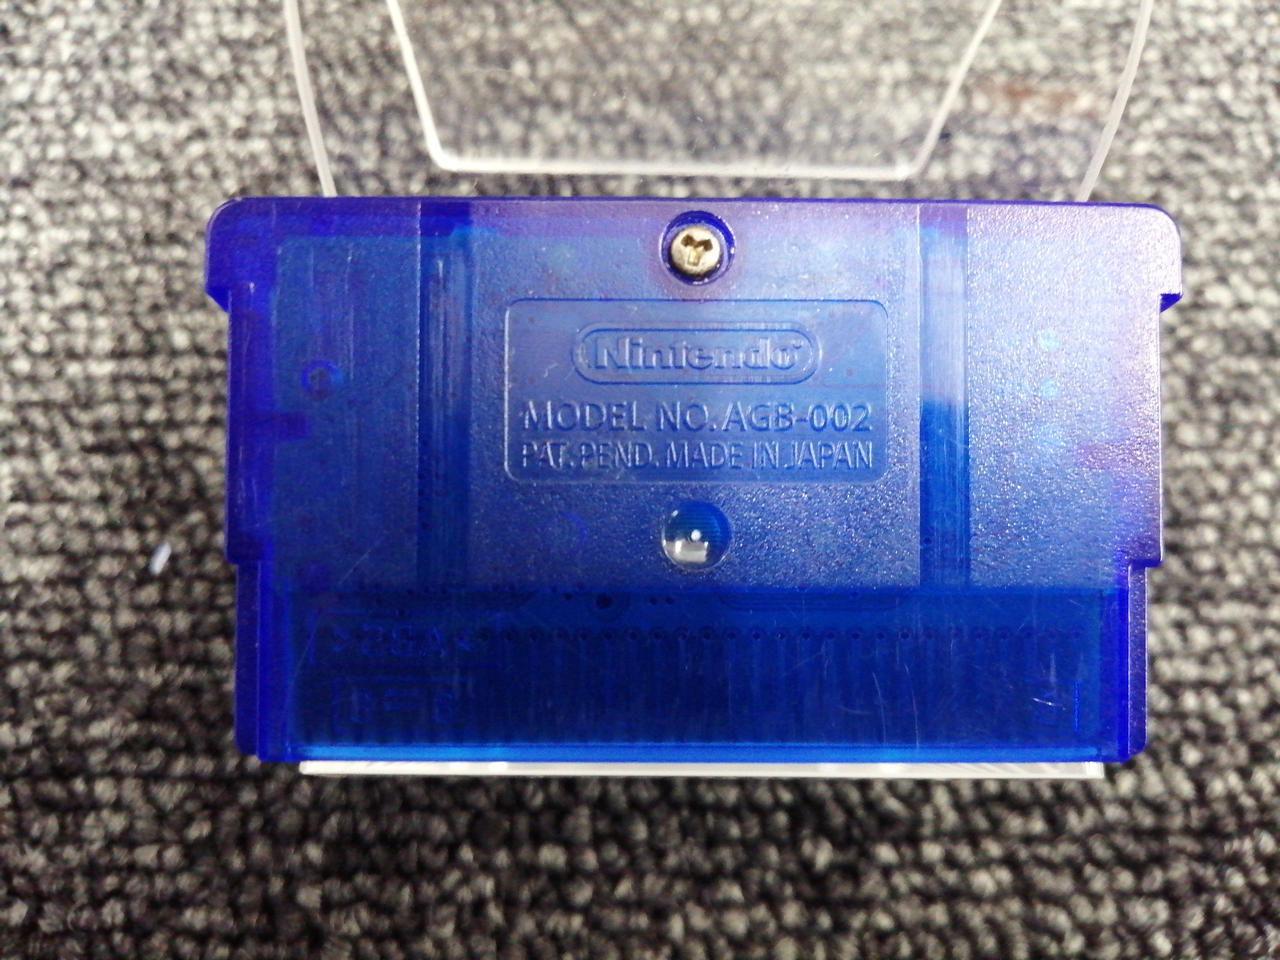 Nintendo
MODEL NO. AGB-002
PAT. PEND. MADE IN JAPAN